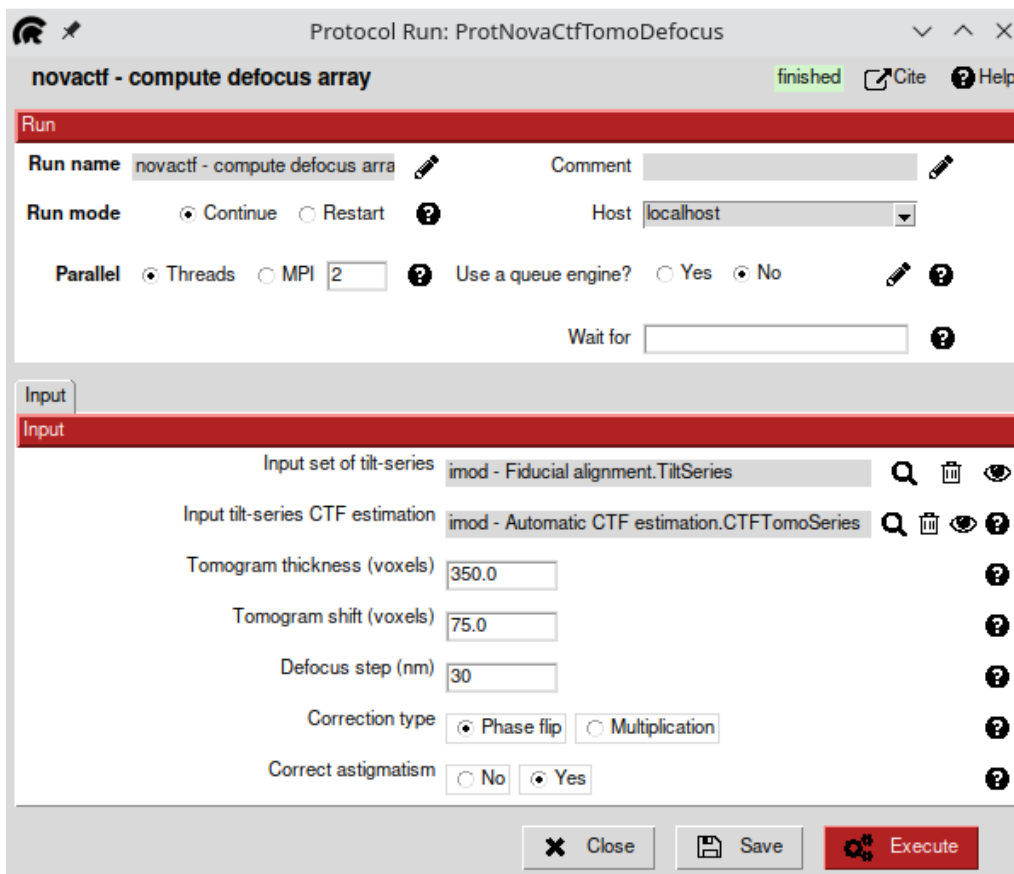 Protocol Run: ProtNovaCtfTomoDefocus
novactf - compute defocus array finished Cite Help
Run
Run name novactf - compute defocus arra Comment
Run mode Continue Restart Host localhost
Parallel Threads MPI 2 Use a queue engine? Yes No
Wait for
Input
Input
Input set of tilt-series imod - Fiducial alignment.TiltSeries
Input tilt-series CTF estimation imod - Automatic CTF estimation.CTFTomoSeries
Tomogram thickness (voxels) 350.0
Tomogram shift (voxels) 75.0
Defocus step (nm) 30
Correction type Phase flip Multiplication
Correct astigmatism No Yes
Close Save Execute